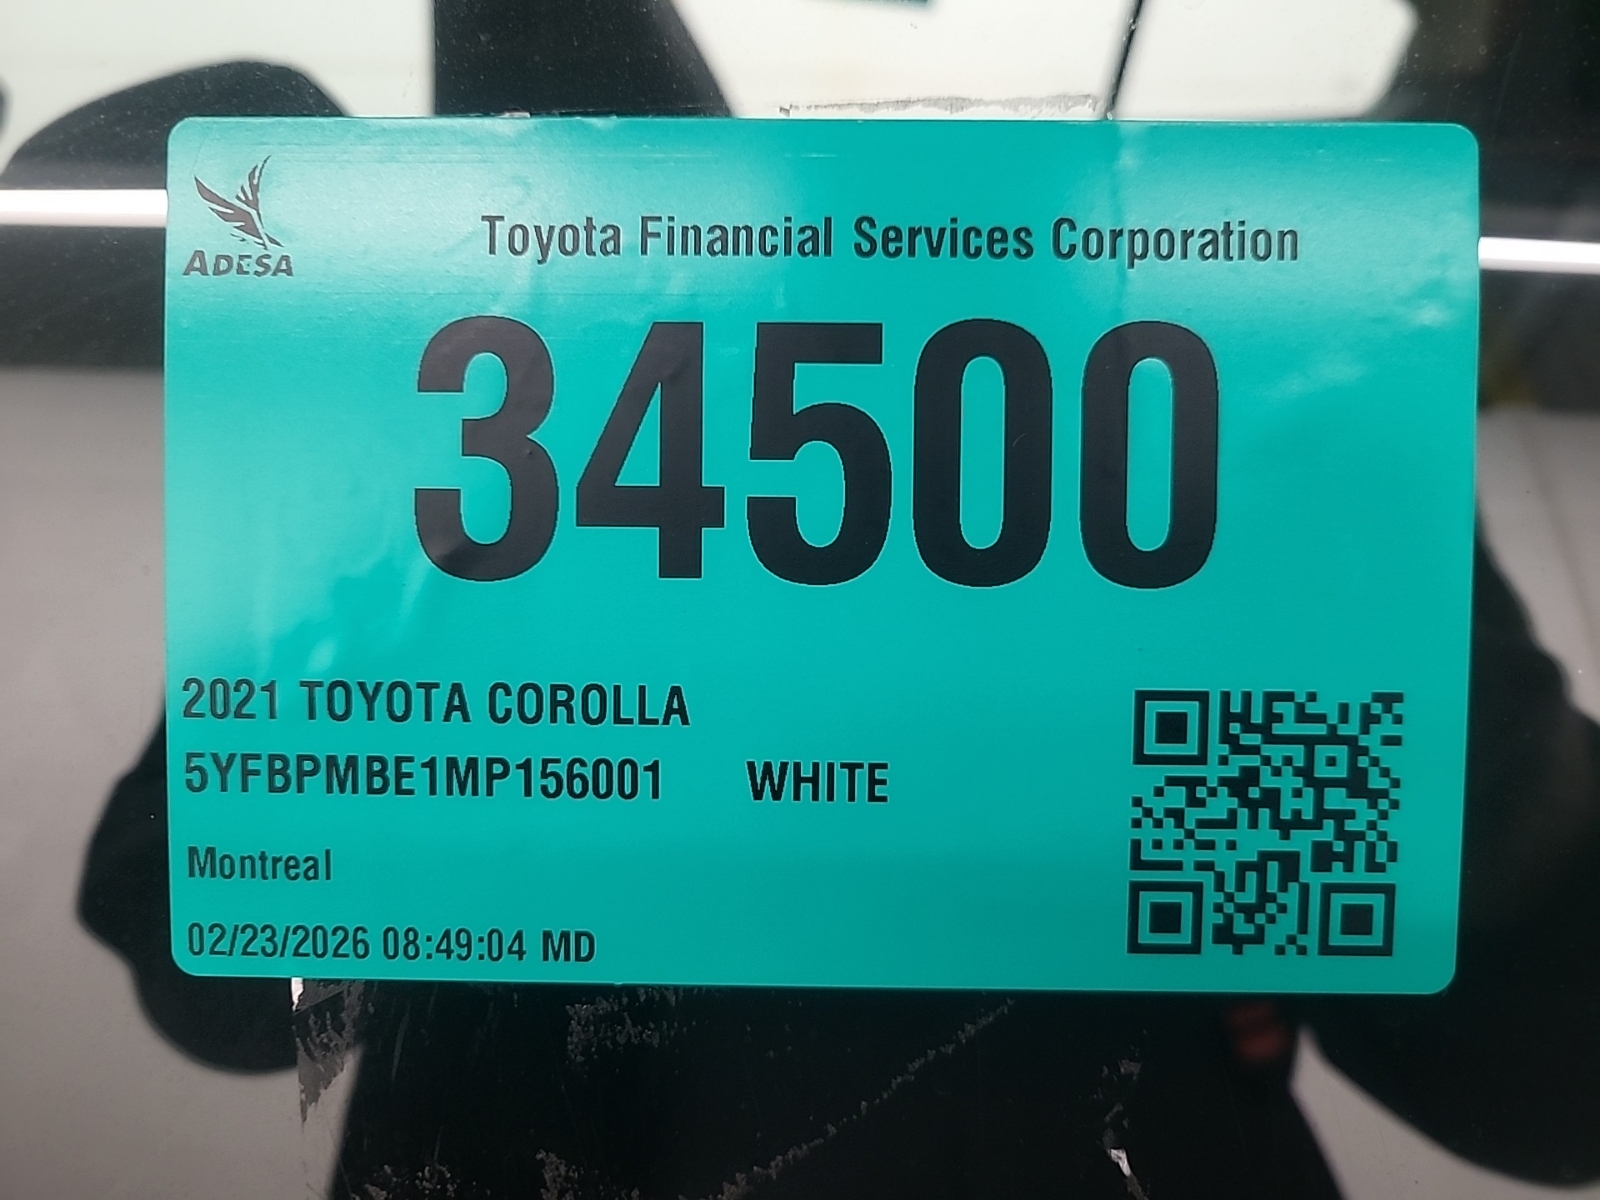 ADESA
Toyota Financial Services Corporation
34500
2021 TOYOTA COROLLA
5YFBPMBE1MP156001 WHITE
Montreal
02/23/2026 08:49:04 MD